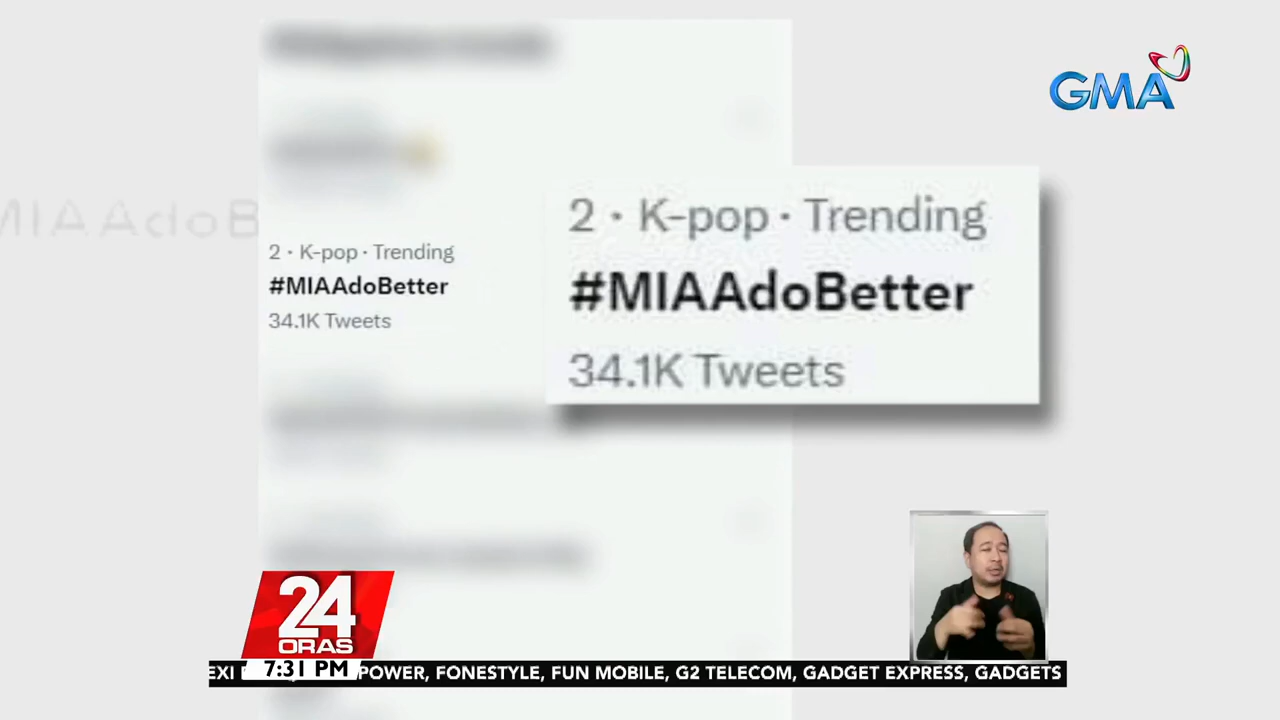 GMA
MIAAdoB
2 · K-pop · Trending
#MIAAdoBetter
34.1K Tweets
2 · K-pop · Trending
#MIAAdoBetter
34.1K Tweets
24
ORAS
7:31 PM
POWER, FONESTYLE, FUN MOBILE, G2 TELECOM, GADGET EXPRESS, GADGETS